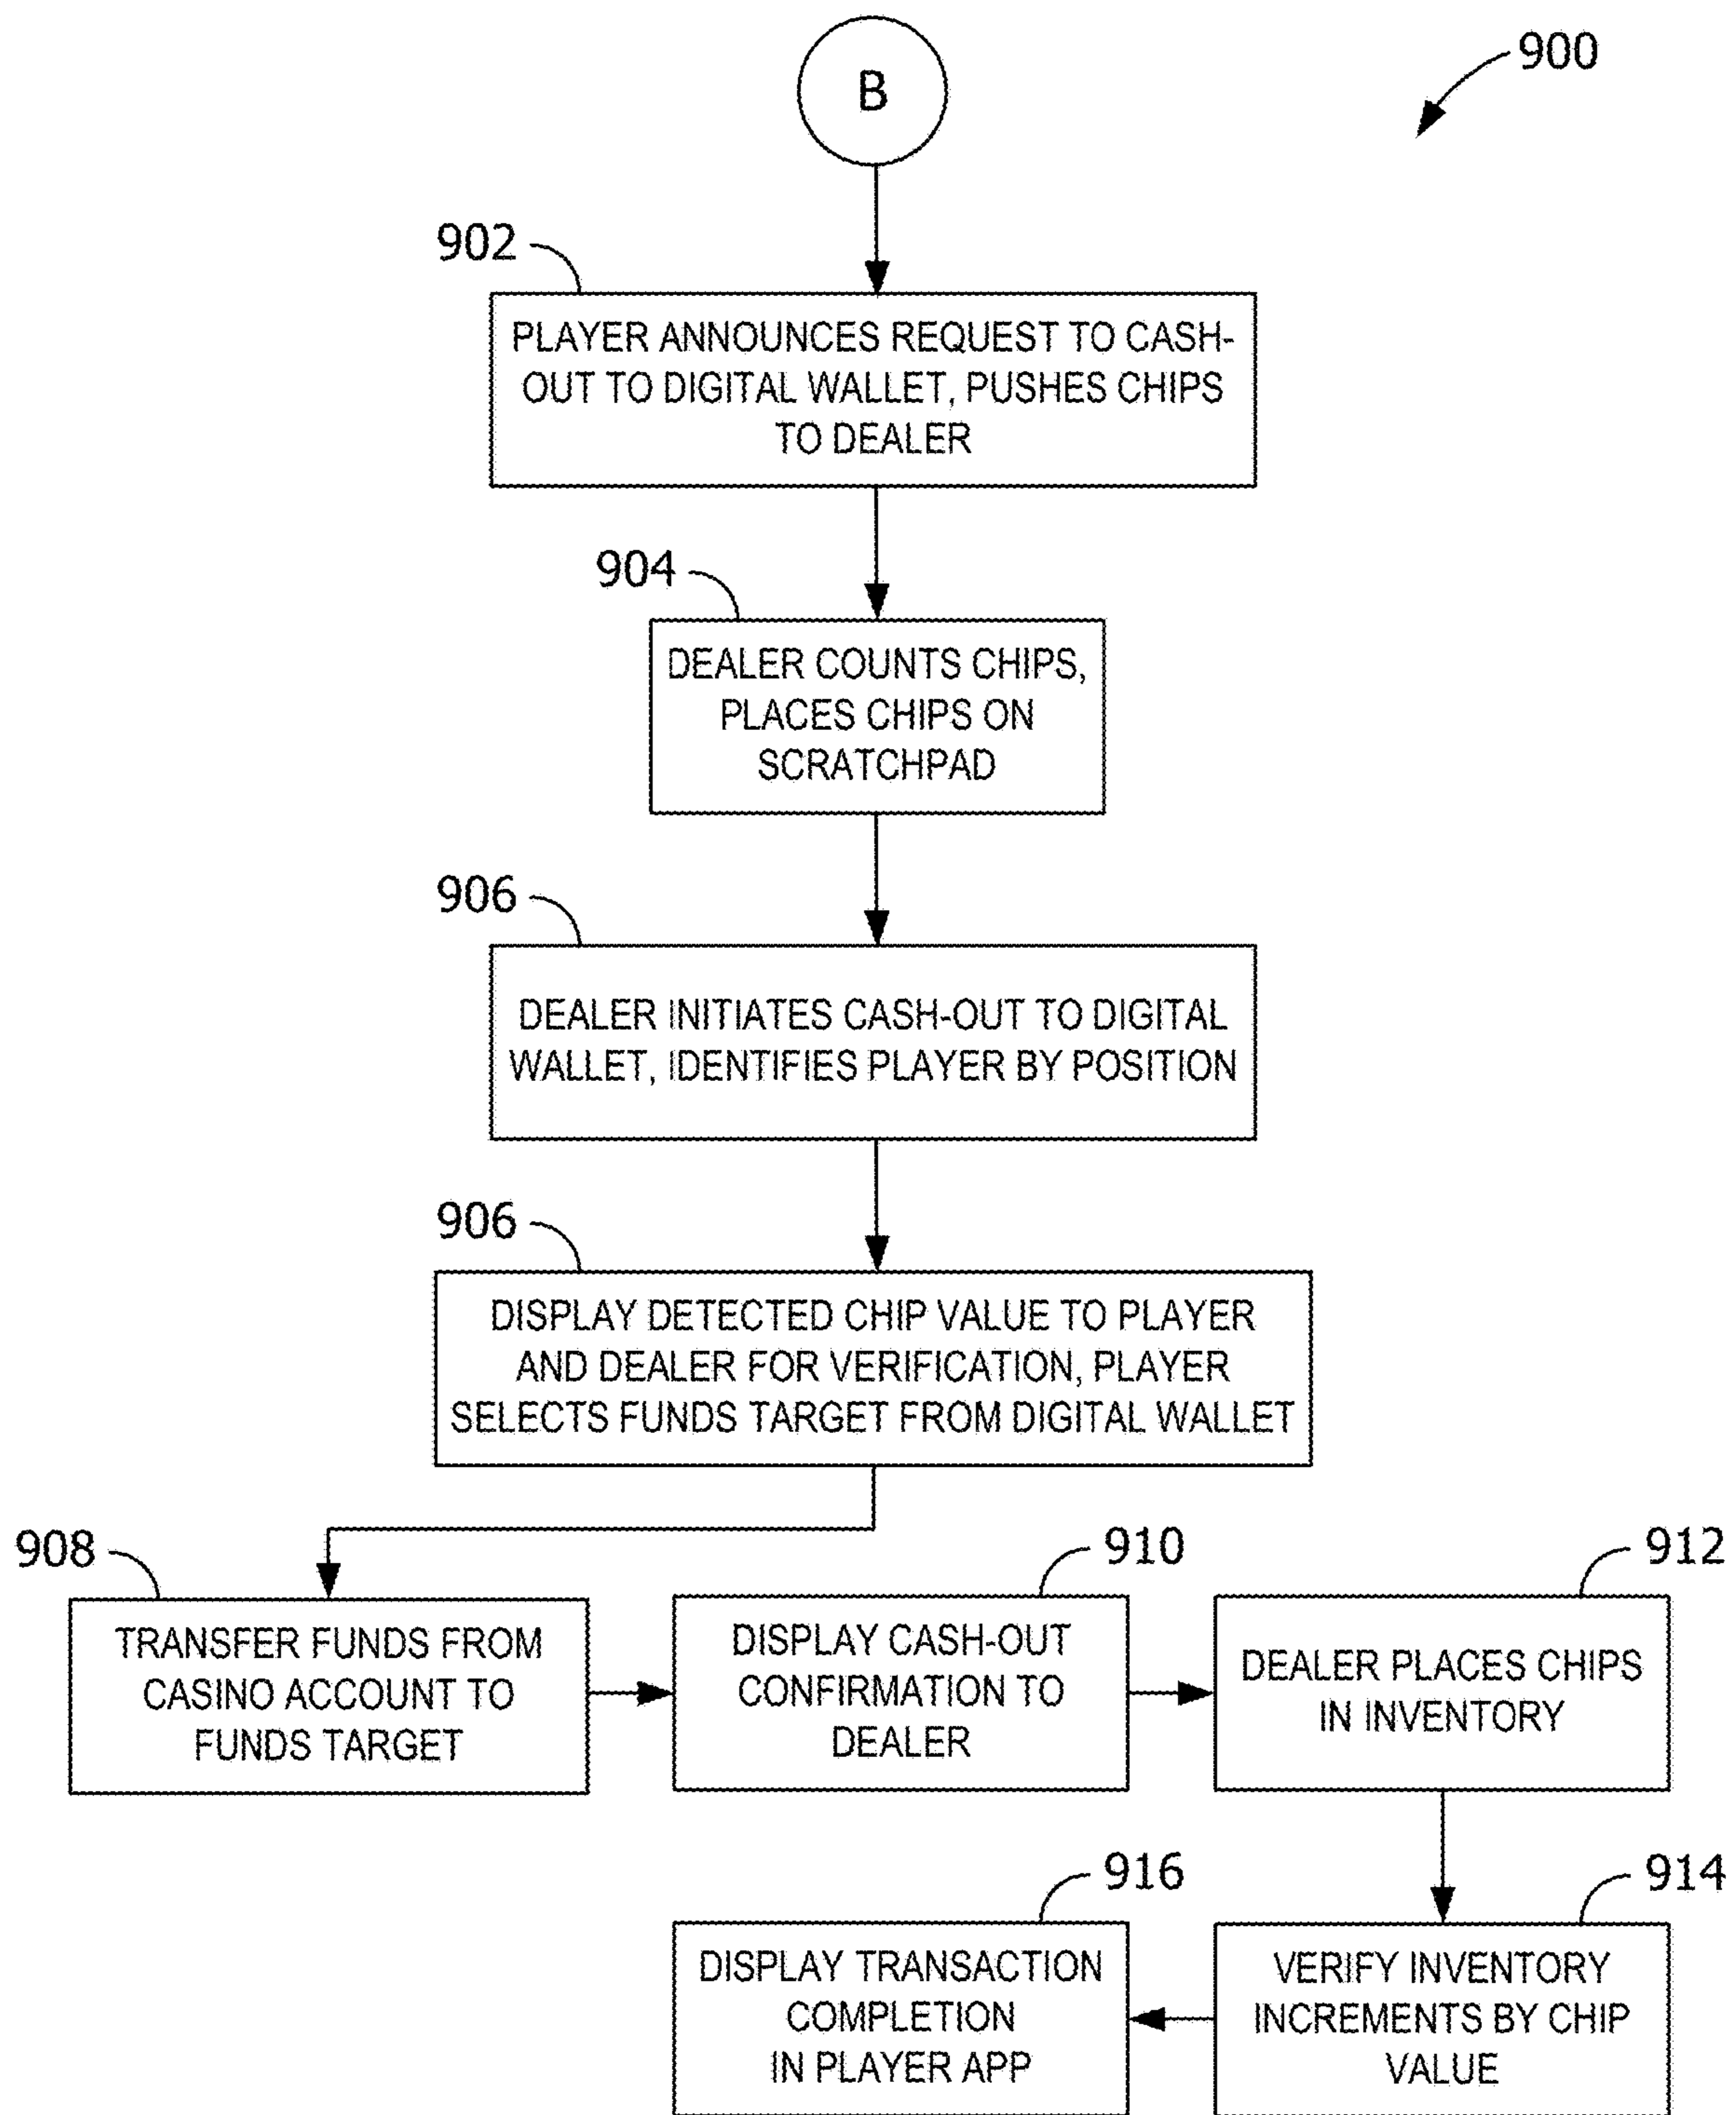 900
B
902
PLAYER ANNOUNCES REQUEST TO CASH-
OUT TO DIGITAL WALLET, PUSHES CHIPS
TO DEALER
904
DEALER COUNTS CHIPS,
PLACES CHIPS ON
SCRATCHPAD
906
DEALER INITIATES CASH-OUT TO DIGITAL
WALLET, IDENTIFIES PLAYER BY POSITION
906
DISPLAY DETECTED CHIP VALUE TO PLAYER
AND DEALER FOR VERIFICATION, PLAYER
SELECTS FUNDS TARGET FROM DIGITAL WALLET
908
TRANSFER FUNDS FROM
CASINO ACCOUNT TO
FUNDS TARGET
910
DISPLAY CASH-OUT
CONFIRMATION TO
DEALER
912
DEALER PLACES CHIPS
IN INVENTORY
914
VERIFY INVENTORY
INCREMENTS BY CHIP
VALUE
916
DISPLAY TRANSACTION
COMPLETION
IN PLAYER APP